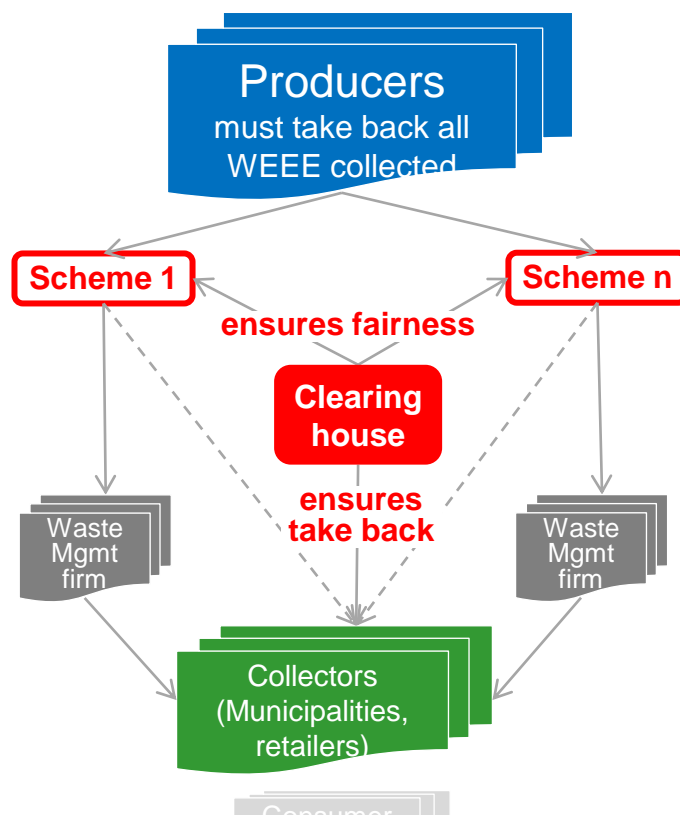 Producers
must take back all
WEEE collected
Scheme 1
Scheme n
ensures fairness
Clearing
house
ensures
take back
Waste
Mgmt
firm
Waste
Mgmt
firm
Collectors
(Municipalities,
retailers)
Consumer